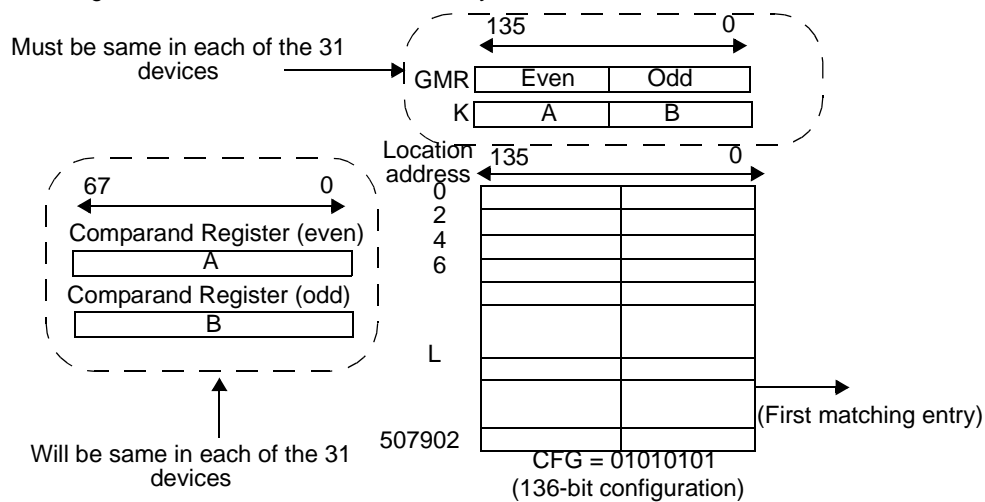 Must be same in each of the 31
devices
135 0
GMR Even Odd
K A B
Location
address
135 0
0
2
4
6
L
507902
67 0
Comparand Register (even)
A
Comparand Register (odd)
B
Will be same in each of the 31
devices
(First matching entry)
CFG = 01010101
(136-bit configuration)